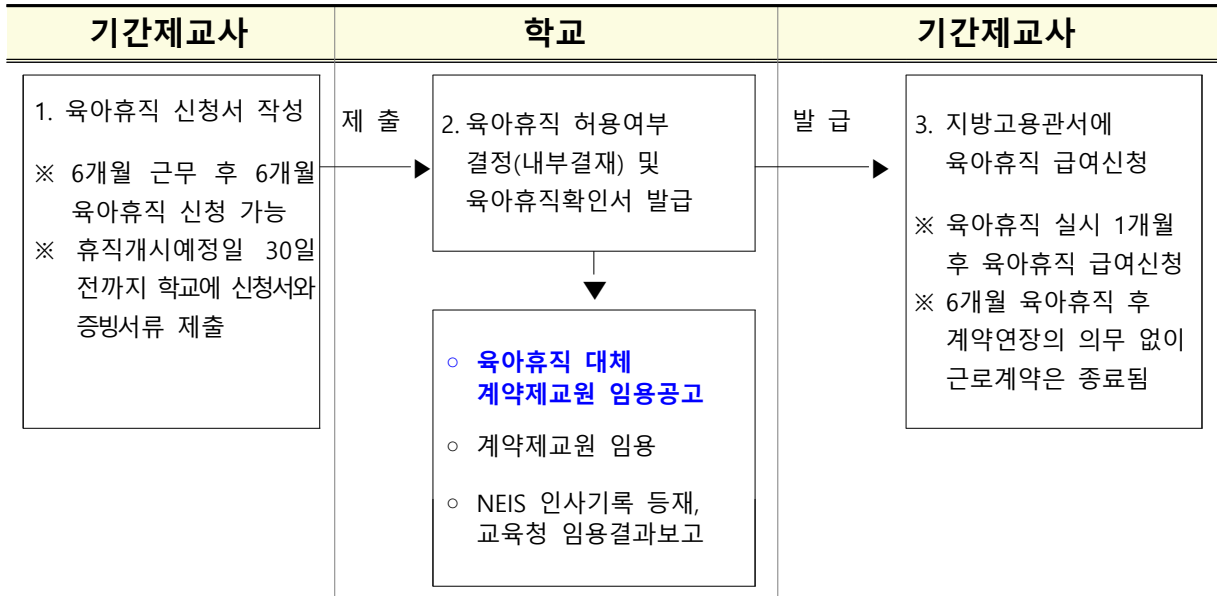 기간제교사
학교
기간제교사
1. 육아휴직 신청서 작성
※ 6개월 근무 후 6개월
육아휴직 신청 가능
※ 휴직개시예정일 30일
전까지 학교에 신청서와
증빙서류 제출
제 출
2. 육아휴직 허용여부
결정(내부결재) 및
육아휴직확인서 발급
○ 육아휴직 대체
계약제교원 임용공고
○ 계약제교원 임용
○ NEIS 인사기록 등재,
교육청 임용결과보고
발 급
3. 지방고용관서에
육아휴직 급여신청
※ 육아휴직 실시 1개월
후 육아휴직 급여신청
※ 6개월 육아휴직 후
계약연장의 의무 없이
근로계약은 종료됨